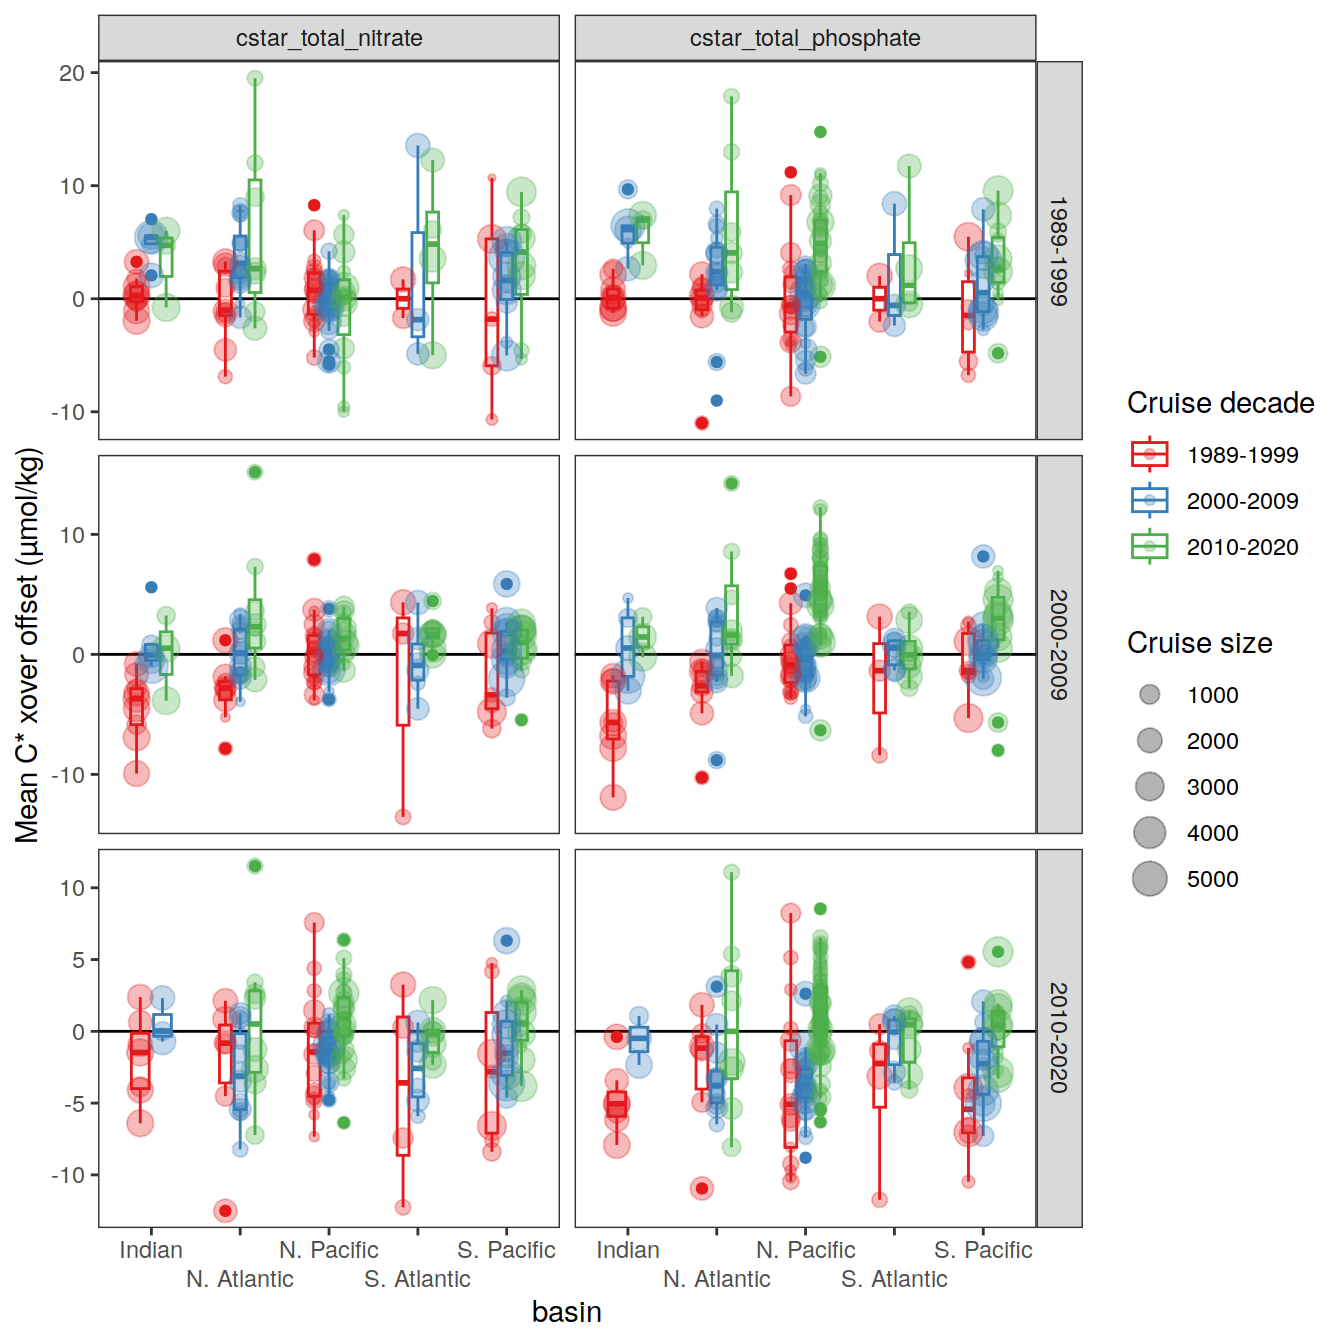 cstar_total_nitrate
cstar_total_phosphate
20
10
0
-10
1989-1999
10
0
-10
2000-2009
10
5
0
-5
-10
2010-2020
Mean C* xover offset (µmol/kg)
Indian
N. Atlantic
N. Pacific
S. Atlantic
S. Pacific
Indian
N. Atlantic
N. Pacific
S. Atlantic
S. Pacific
basin
Cruise decade
1989-1999
2000-2009
2010-2020
Cruise size
1000
2000
3000
4000
5000